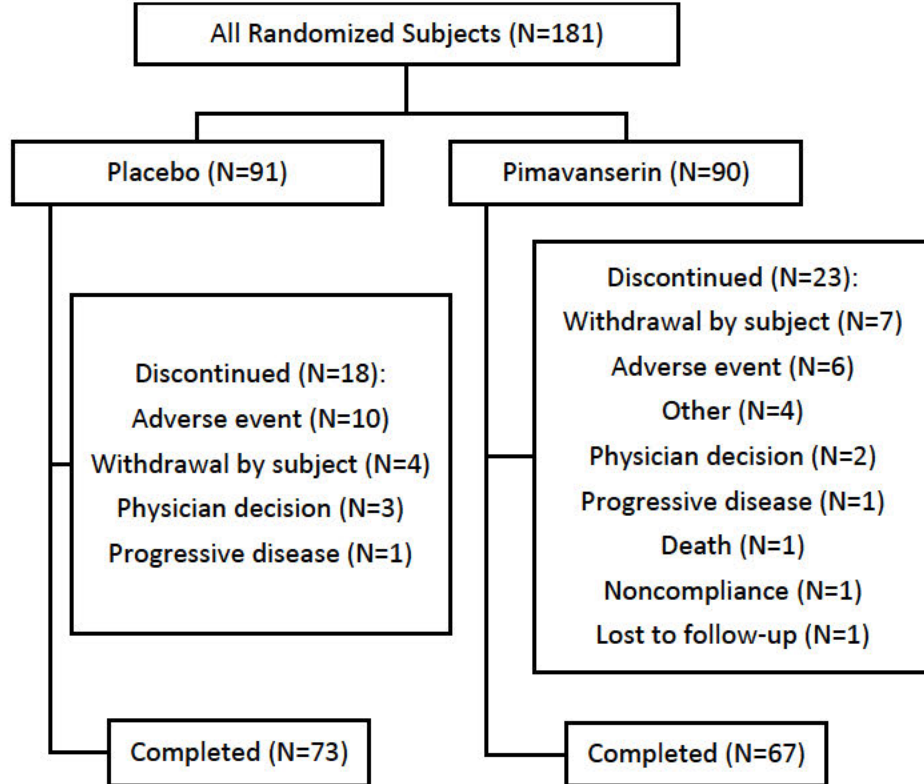 All Randomized Subjects (N=181)
Placebo (N=91)
Pimavanserin (N=90)
Discontinued (N=18):
Adverse event (N=10)
Withdrawal by subject (N=4)
Physician decision (N=3)
Progressive disease (N=1)
Discontinued (N=23):
Withdrawal by subject (N=7)
Adverse event (N=6)
Other (N=4)
Physician decision (N=2)
Progressive disease (N=1)
Death (N=1)
Noncompliance (N=1)
Lost to follow-up (N=1)
Completed (N=73)
Completed (N=67)